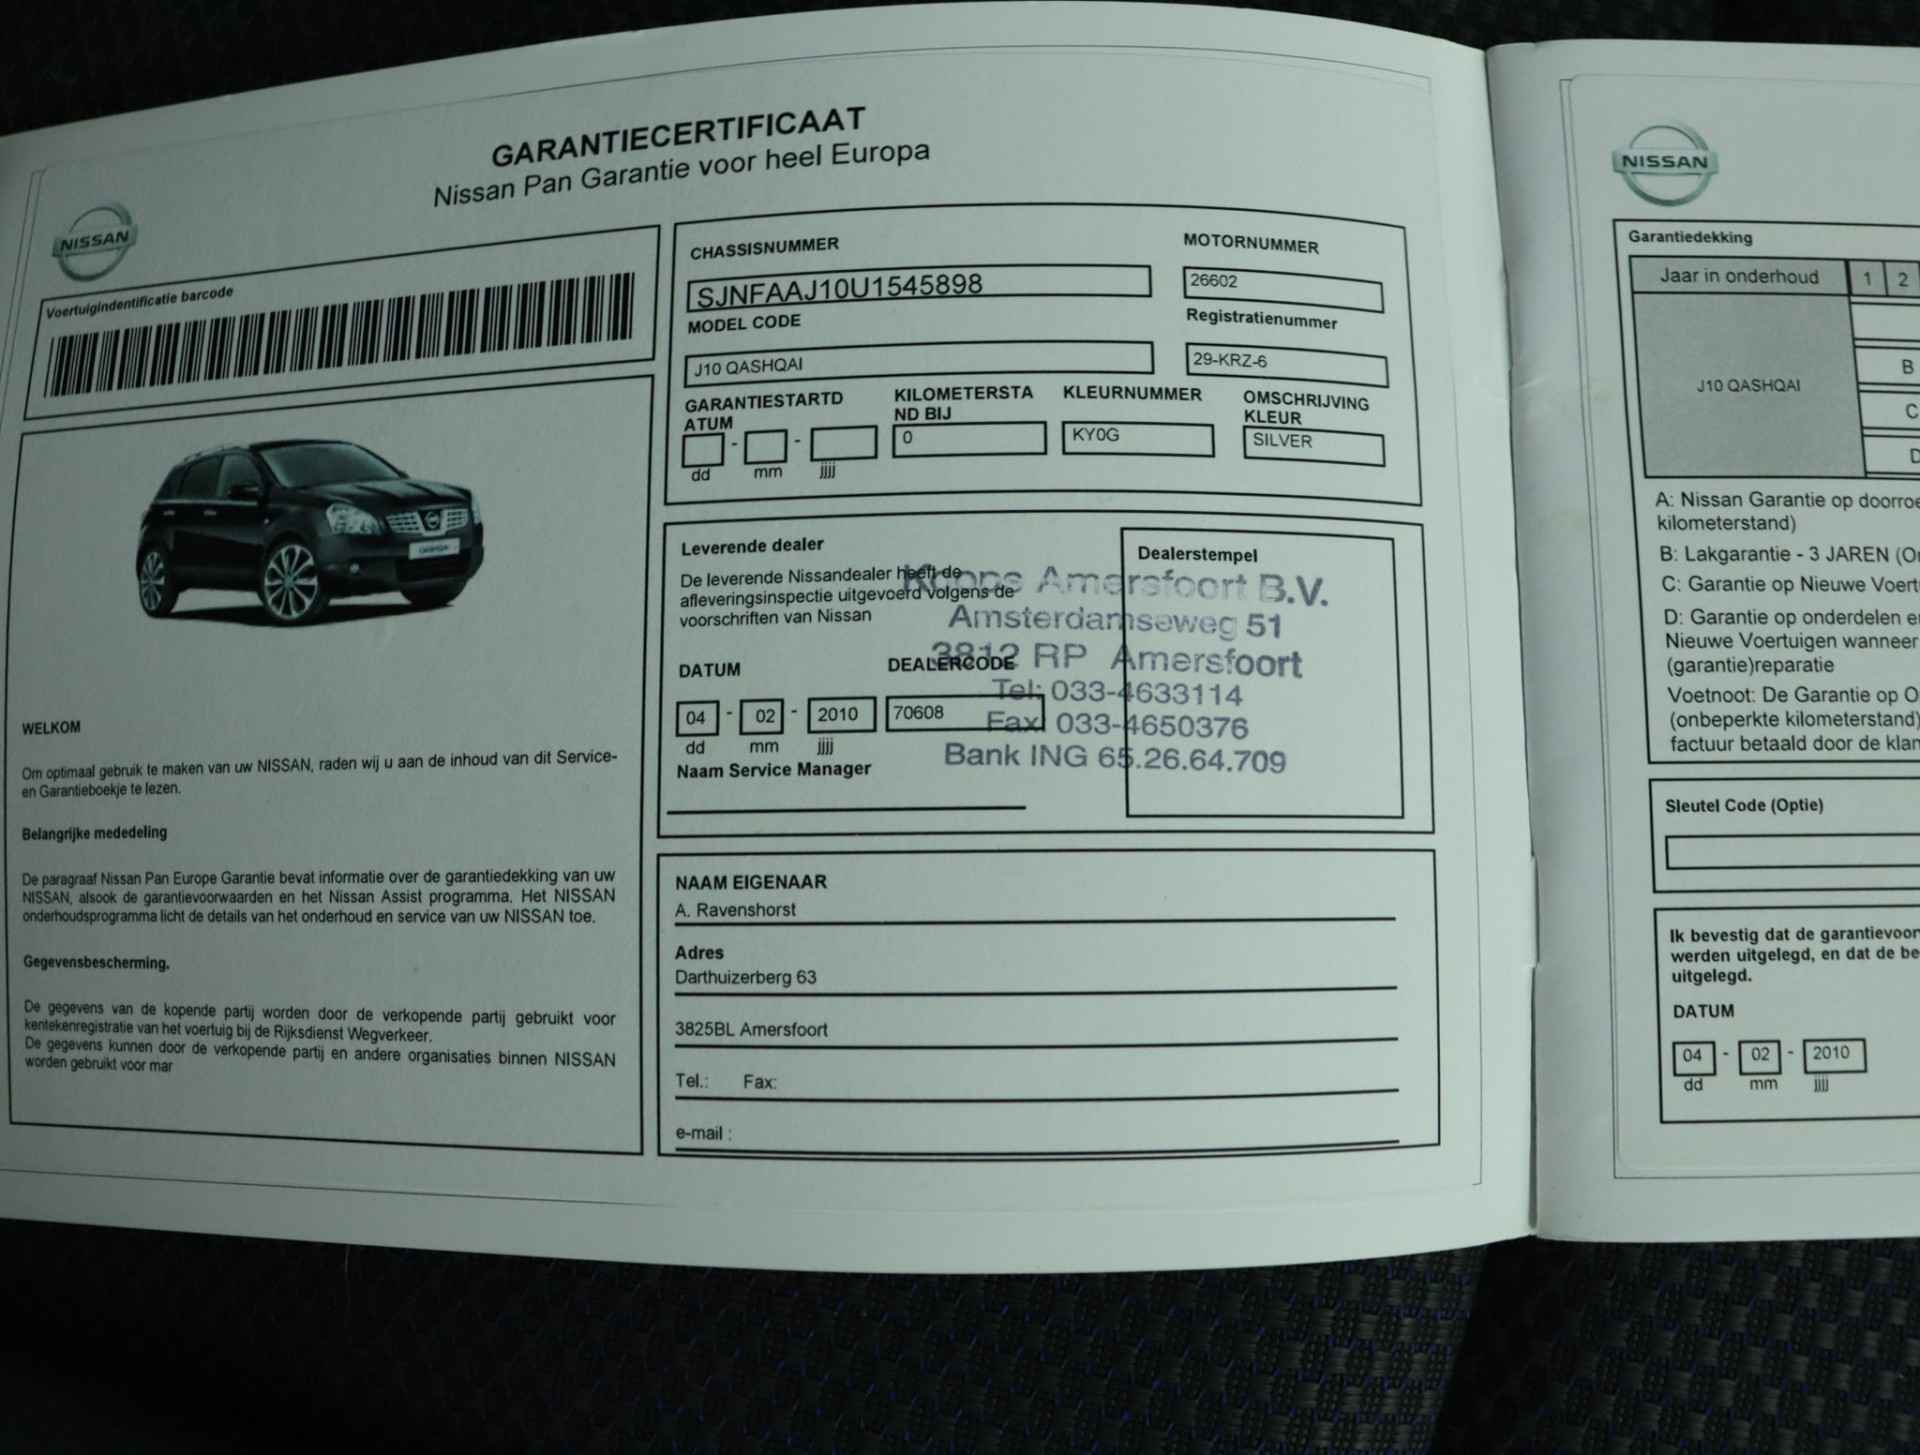 GARANTIECERTIFICAAT
Nissan Pan Garantie voor heel Europa
NISSAN
Voertuigindentificatie barcode
WELKOM
Om optimaal gebruik te maken van uw NISSAN, raden wij u aan de inhoud van dit Service-
en Garantieboekje te lezen.
Belangrijke mededeling
De paragraaf Nissan Pan Europe Garantie bevat informatie over de garantiedekking van uw
NISSAN, alsook de garantievoorwaarden en het Nissan Assist programma. Het NISSAN
onderhoudsprogramma licht de details van het onderhoud en service van uw NISSAN toe.
Gegevensbescherming.
De gegevens van de kopende partij worden door de verkopende partij gebruikt voor
kentekenregistratie van het voertuig bij de Rijksdienst Wegverkeer.
De gegevens kunnen door de verkopende partij en andere organisaties binnen NISSAN
worden gebruikt voor mar
CHASSISNUMMER
SJNFAAJ10U1545898
MOTORNUMMER
26602
MODEL CODE
J10 QASHQAI
Registratienummer
29-KRZ-6
GARANTIESTARTD
ATUM
- -
dd mm jjjj
KILOMETERSTA
ND BIJ
0
KLEURNUMMER
KY0G
OMSCHRIJVING
KLEUR
SILVER
Leverende dealer
De leverende Nissandealer heeft de
afleveringsinspectie uitgevoerd volgens de
voorschriften van Nissan
DATUM
04 - 02 - 2010
dd mm jjjj
DEALERCODE
70608
Naam Service Manager
Dealerstempel
Koops Amersfoort B.V.
Amsterdamseweg 51
3812 RP Amersfoort
Tel: 033-4633114
Fax 033-4650376
Bank ING 65.26.64.709
NAAM EIGENAAR
A. Ravenshorst
Adres
Darthuizerberg 63
3825BL Amersfoort
Tel.: Fax:
e-mail :
NISSAN
Garantiedekking
Jaar in onderhoud 1 2
J10 QASHQAI
B
C
D
A: Nissan Garantie op doorroe
kilometerstand)
B: Lakgarantie - 3 JAREN (O
C: Garantie op Nieuwe Voert
D: Garantie op onderdelen e
Nieuwe Voertuigen wanneer
(garantie)reparatie
Voetnoot: De Garantie op O
(onbeperkte kilometerstand)
factuur betaald door de klan
Sleutel Code (Optie)
Ik bevestig dat de garantievoor
werden uitgelegd, en dat de be
uitgelegd.
DATUM
04 - 02 - 2010
dd mm jjjj